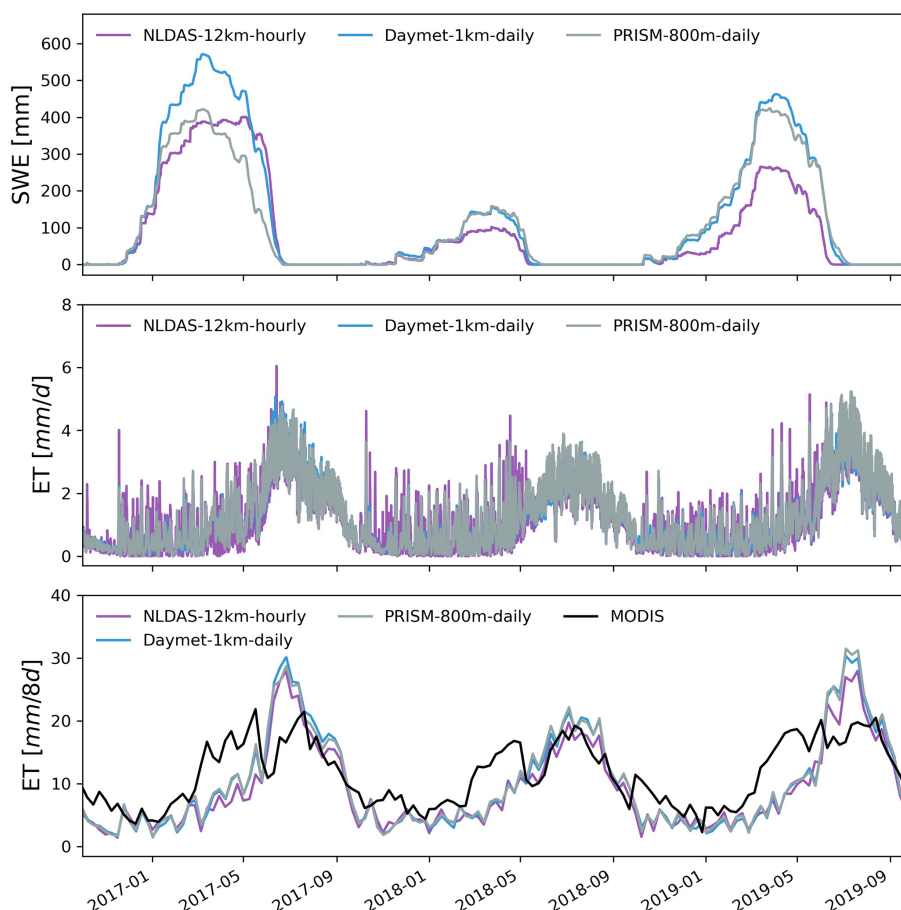 NLDAS-12km-hourly Daymet-1km-daily PRISM-800m-daily
SWE [mm]
600
500
400
300
200
100
0
NLDAS-12km-hourly Daymet-1km-daily PRISM-800m-daily
ET [mm/d]
8
6
4
2
0
NLDAS-12km-hourly PRISM-800m-daily MODIS
Daymet-1km-daily
ET [mm/8d]
40
30
20
10
0
2017-01 2017-05 2017-09 2018-01 2018-05 2018-09 2019-01 2019-05 2019-09